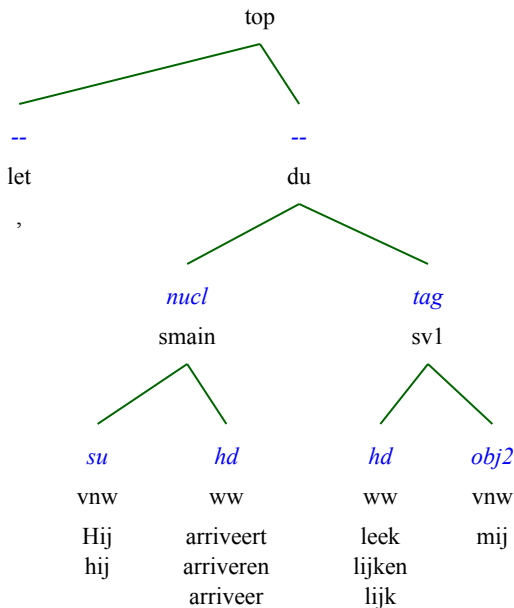 top
-- --
let du
,
nucl tag
smain sv1
su hd hd obj2
vnw ww ww vnw
Hij arriveert leek mij
hij arriveren lijken
arriveer lijk